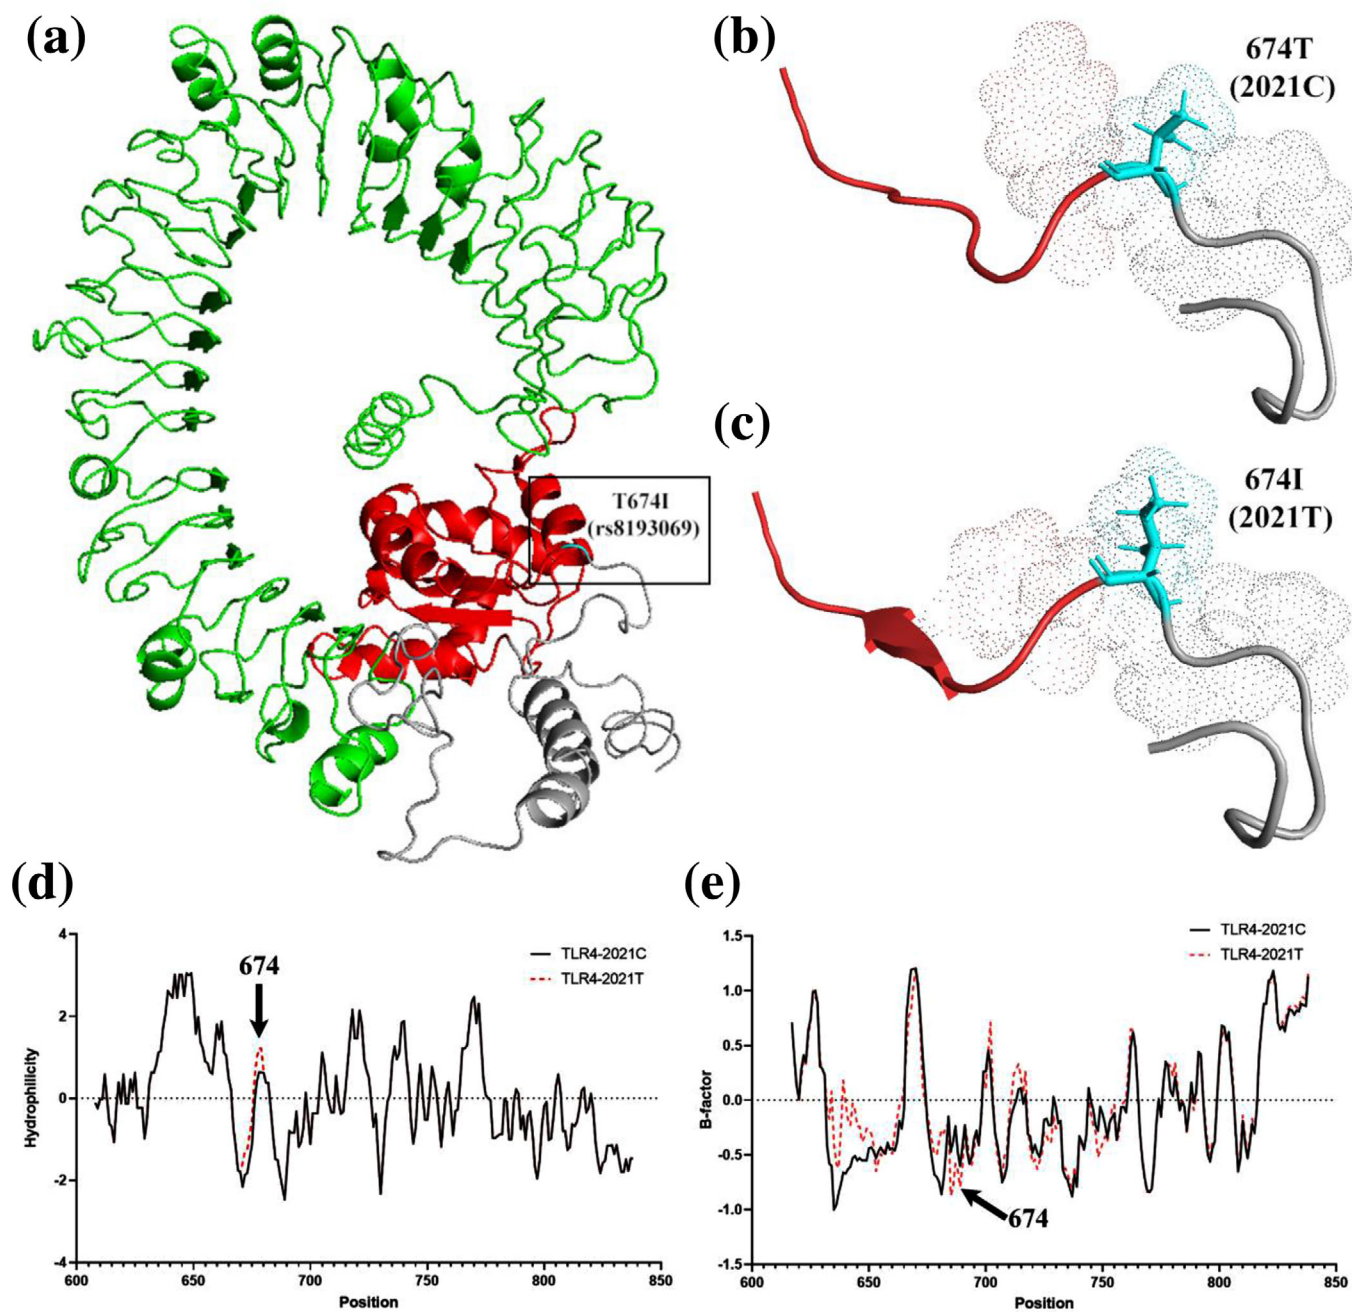 (a)
T674I
(rs8193069)
(b)
674T
(2021C)
(c)
674I
(2021T)
(d)
4
2
0
-2
-4
Hydrophilicity
674
TLR4-2021C
TLR4-2021T
600
650
700
750
800
850
Position
(e)
1.5
1.0
0.5
0.0
-0.5
-1.0
-1.5
B-factor
TLR4-2021C
TLR4-2021T
674
600
650
700
750
800
850
Position